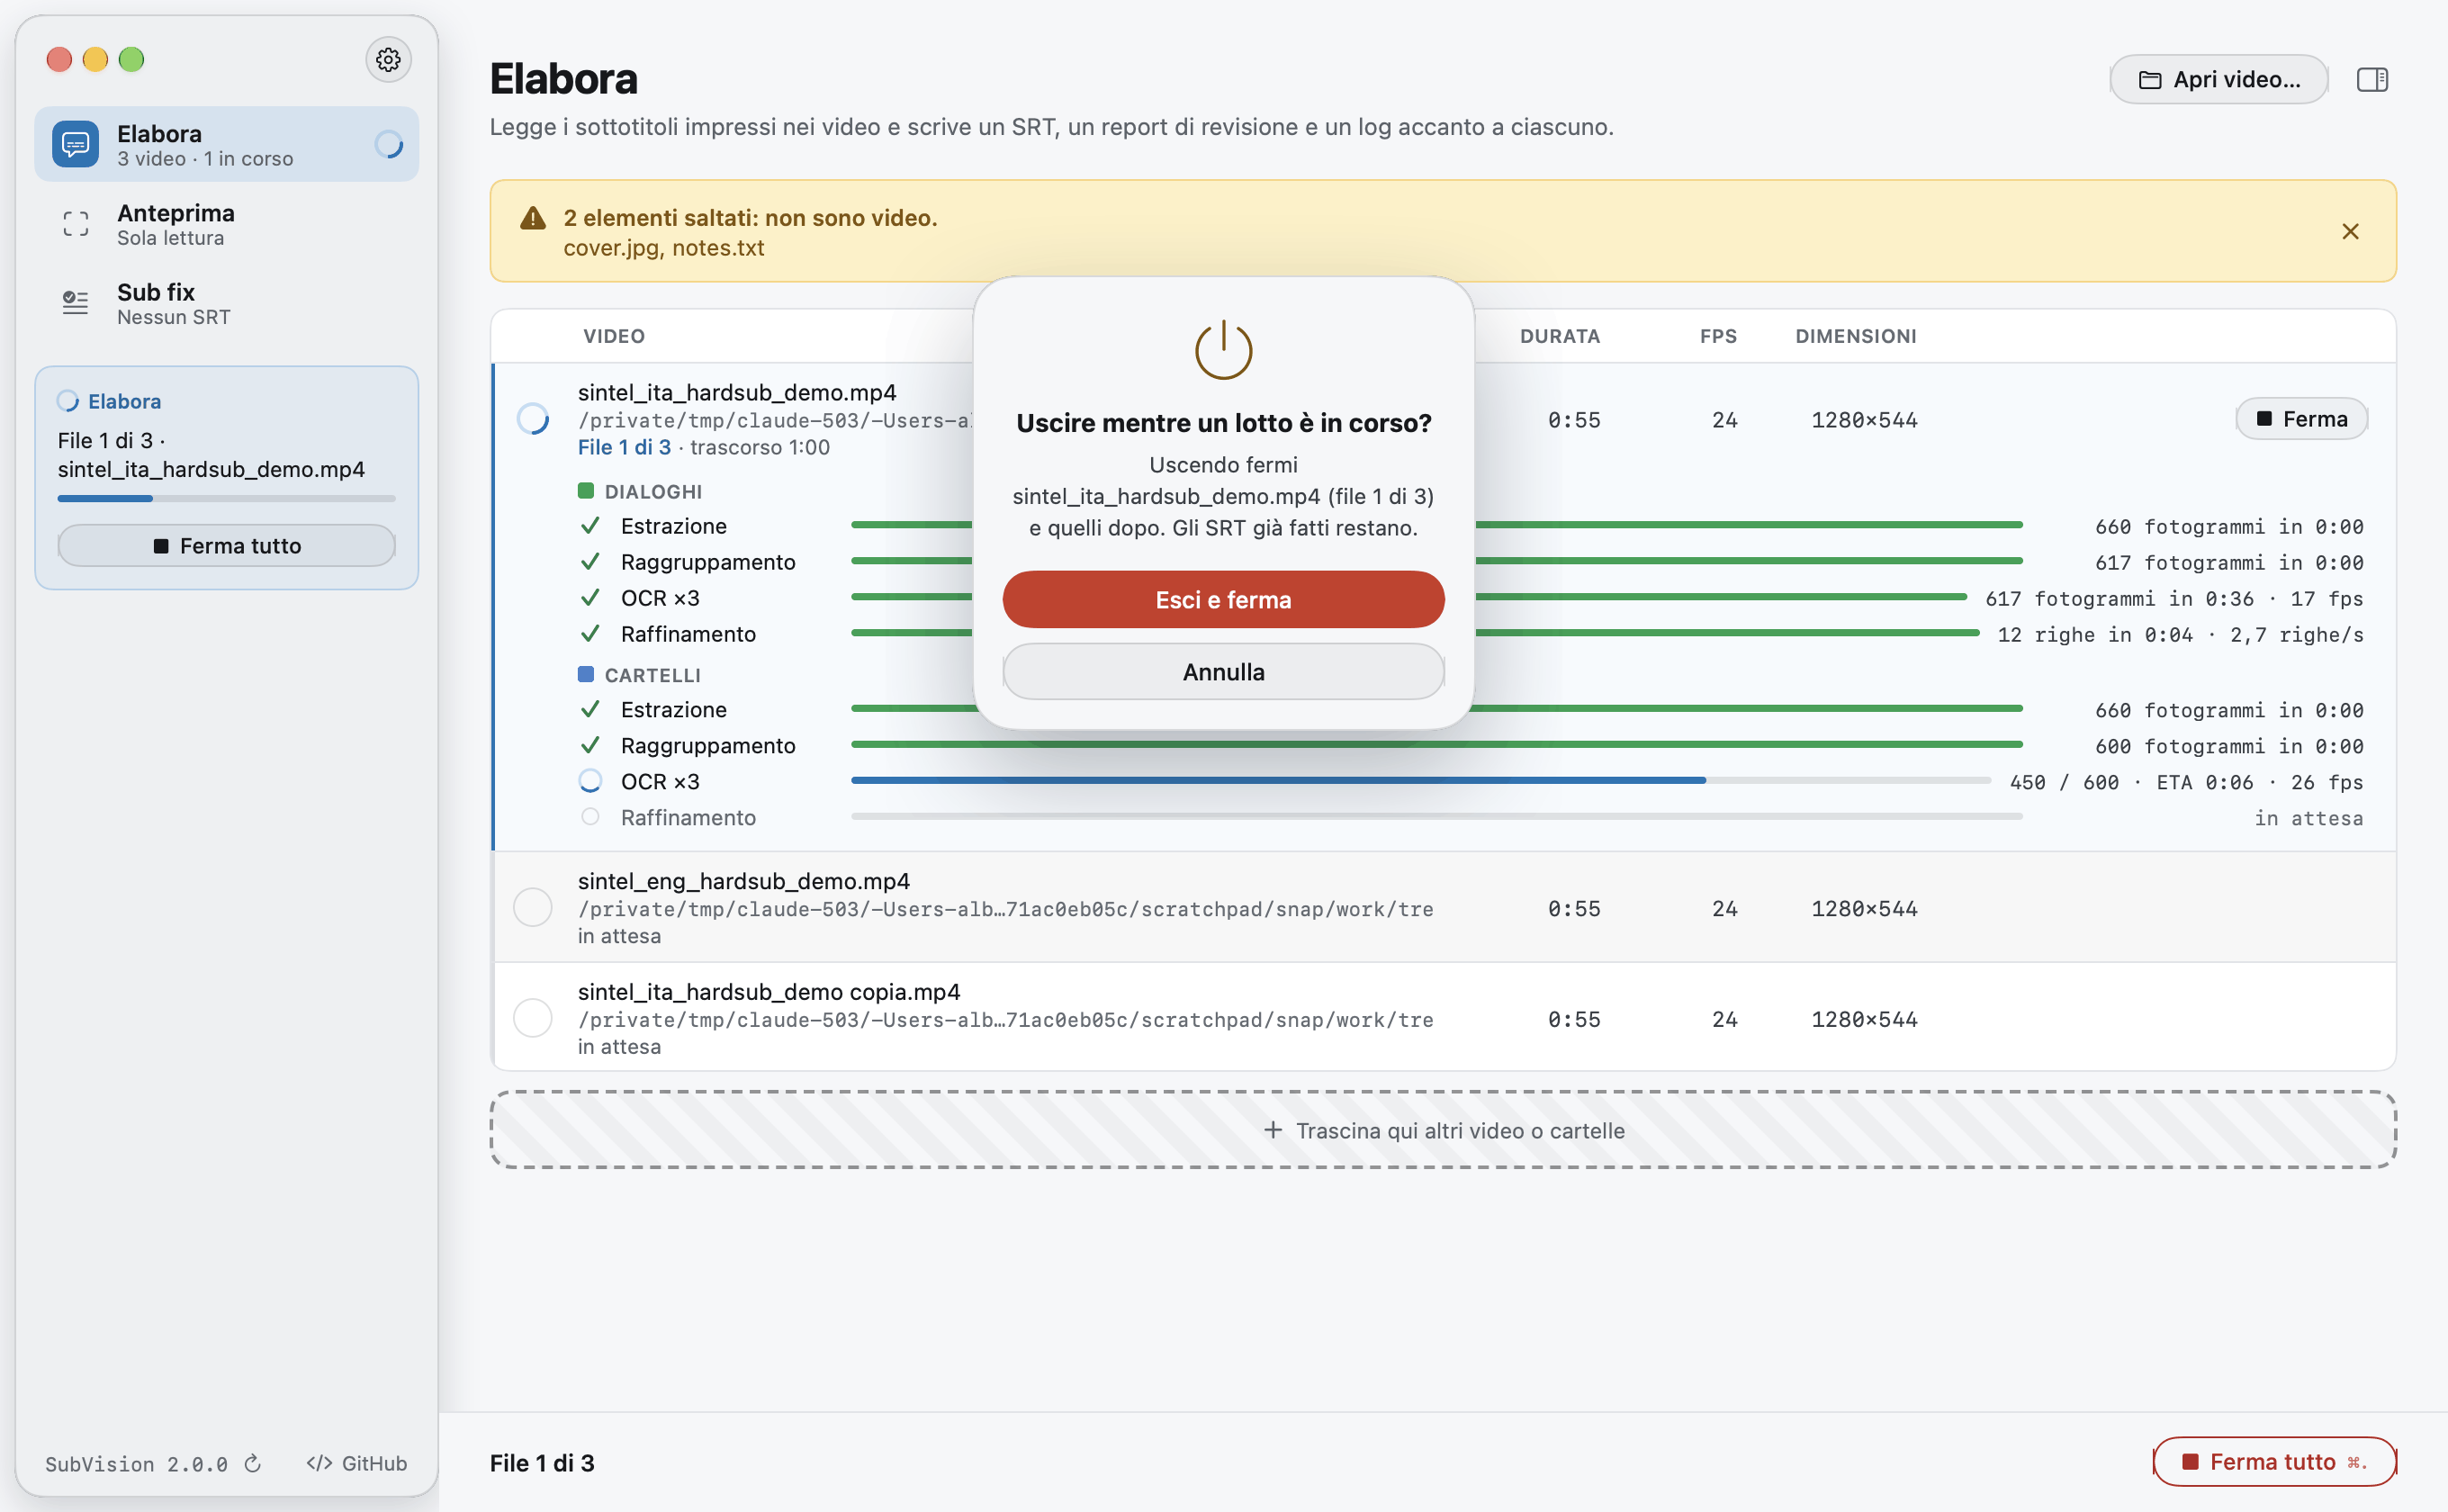 Elabora
3 video · 1 in corso
Anteprima
Sola lettura
Sub fix
Nessun SRT
Elabora
File 1 di 3 ·
sintel_ita_hardsub_demo.mp4
Ferma tutto
SubVision 2.0.0
</> GitHub
Elabora
Legge i sottotitoli impressi nei video e scrive un SRT, un report di revisione e un log accanto a ciascuno.
Apri video...
2 elementi saltati: non sono video.
cover.jpg, notes.txt
VIDEO DURATA FPS DIMENSIONI
sintel_ita_hardsub_demo.mp4
/private/tmp/claude-503/-Users-al
0:55 24 1280×544
Ferma
File 1 di 3 · trascorso 1:00
DIALOGHI
Estrazione 660 fotogrammi in 0:00
Raggruppamento 617 fotogrammi in 0:00
OCR ×3 617 fotogrammi in 0:36 · 17 fps
Raffinamento 12 righe in 0:04 · 2,7 righe/s
CARTELLI
Estrazione 660 fotogrammi in 0:00
Raggruppamento 600 fotogrammi in 0:00
OCR ×3 450 / 600 · ETA 0:06 · 26 fps
Raffinamento in attesa
sintel_eng_hardsub_demo.mp4
/private/tmp/claude-503/-Users-alb…71ac0eb05c/scratchpad/snap/work/tre
0:55 24 1280×544
in attesa
sintel_ita_hardsub_demo copia.mp4
/private/tmp/claude-503/-Users-alb…71ac0eb05c/scratchpad/snap/work/tre
0:55 24 1280×544
in attesa
+ Trascina qui altri video o cartelle
File 1 di 3
Ferma tutto ⌘.
Uscire mentre un lotto è in corso?
Uscendo fermi
sintel_ita_hardsub_demo.mp4 (file 1 di 3)
e quelli dopo. Gli SRT già fatti restano.
Esci e ferma
Annulla